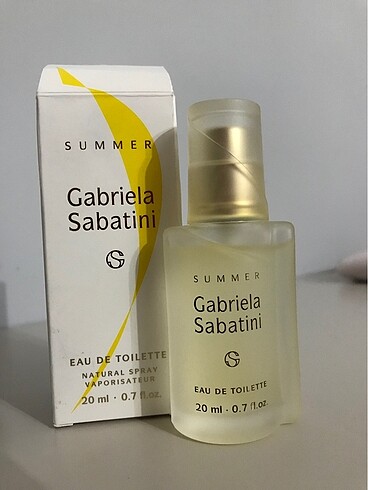 SUMMER
Gabriela
Sabatini
EAU DE TOILETTE
NATURAL SPRAY
VAPORISATEUR
20 ml · 0.7 fl.oz.
SUMMER
Gabriela
Sabatini
EAU DE TOILETTE
20 ml · 0.7 fl.oz.